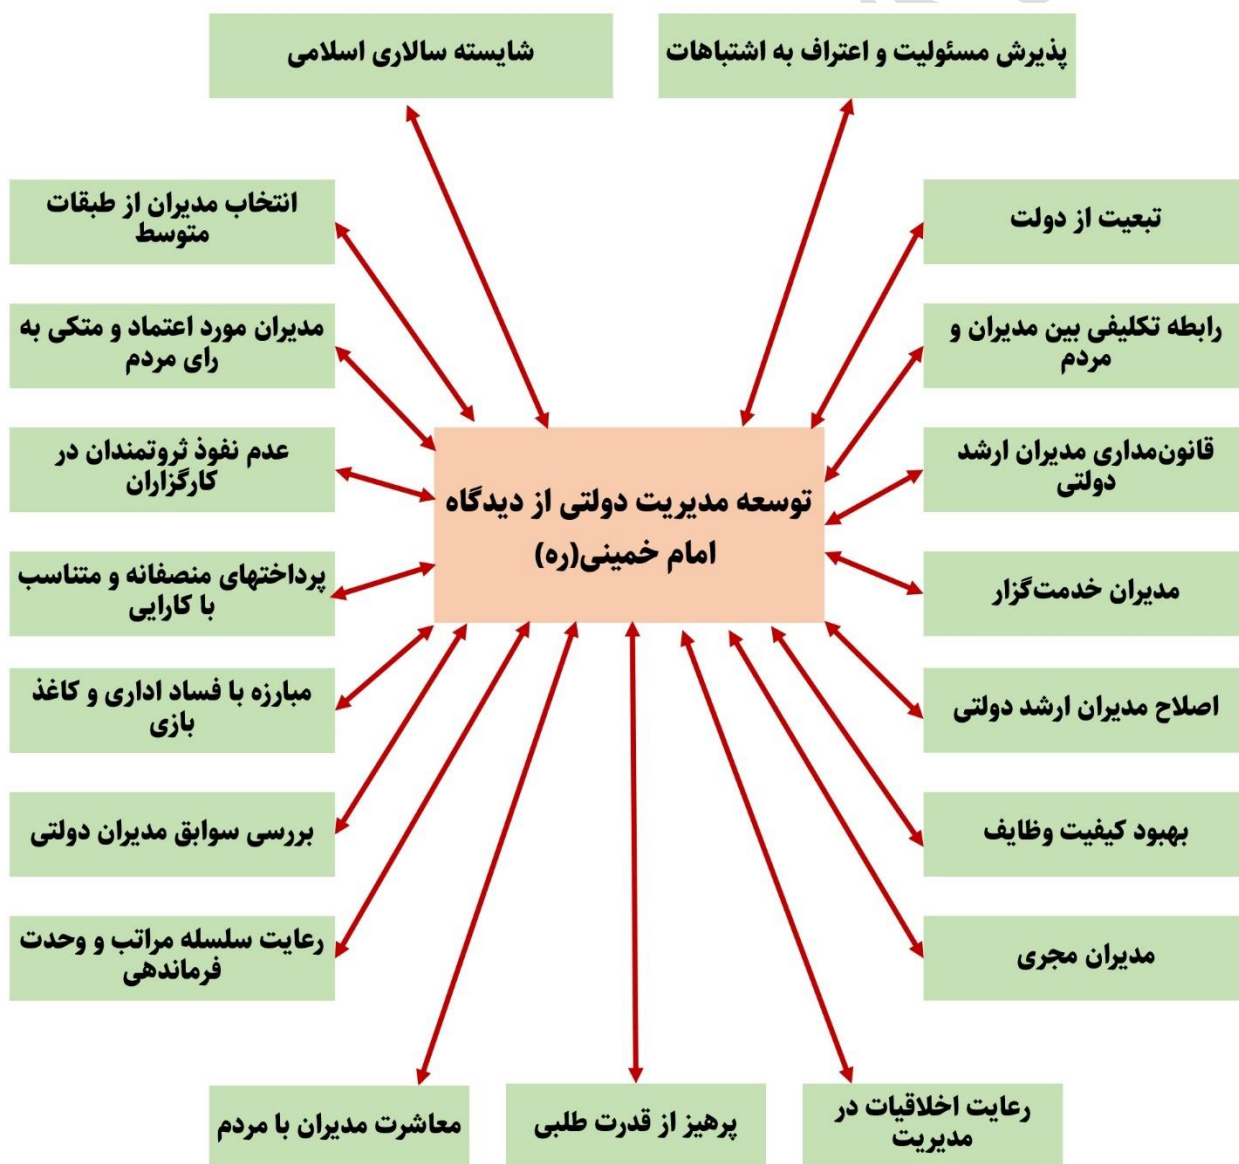 پذیرش مسئولیت و اعتراف به اشتباهات
شایسته سالاری اسلامی
تبعیت از دولت
رابطه تکلیفی بین مدیران و
مردم
قانون‌مداری مدیران ارشد
دولتی
مدیران خدمت‌گزار
اصلاح مدیران ارشد دولتی
بهبود کیفیت وظایف
مدیران مجری
توسعه مدیریت دولتی از دیدگاه
امام خمینی(ره)
انتخاب مدیران از طبقات
متوسط
مدیران مورد اعتماد و متکی به
رای مردم
عدم نفوذ ثروتمندان در
کارگزاران
پرداختهای منصفانه و متناسب
با کارایی
مبارزه با فساد اداری و کاغذ
بازی
بررسی سوابق مدیران دولتی
رعایت سلسله مراتب و وحدت
فرماندهی
رعایت اخلاقیات در
مدیریت
پرهیز از قدرت طلبی
معاشرت مدیران با مردم